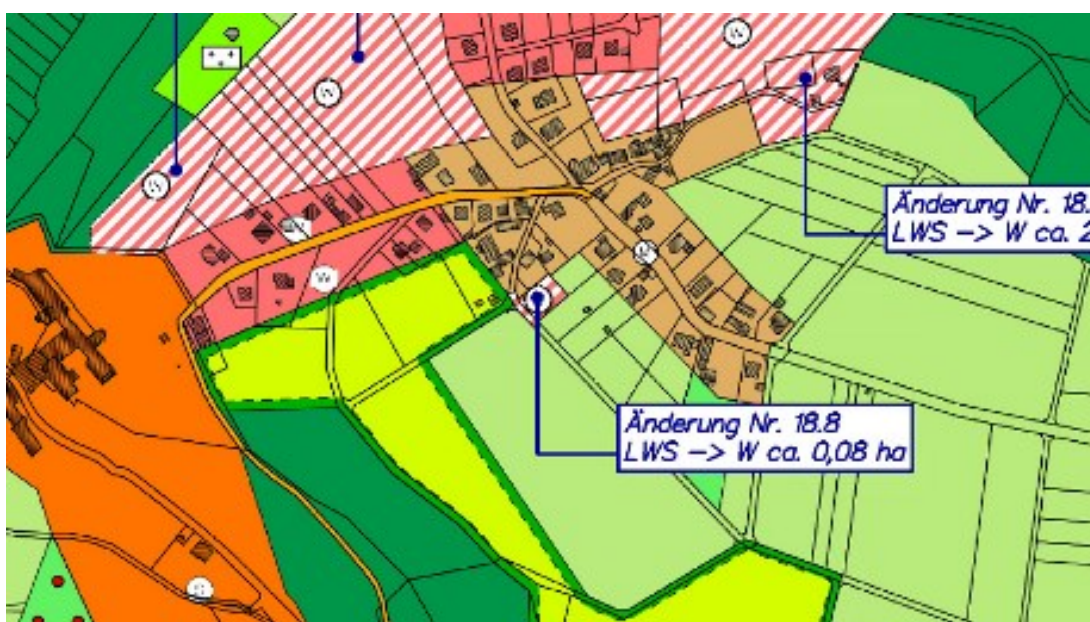 W
W
W
Änderung Nr. 18.
LWS -> W ca. 2
W
Änderung Nr. 18.8
LWS -> W ca. 0,08 ha